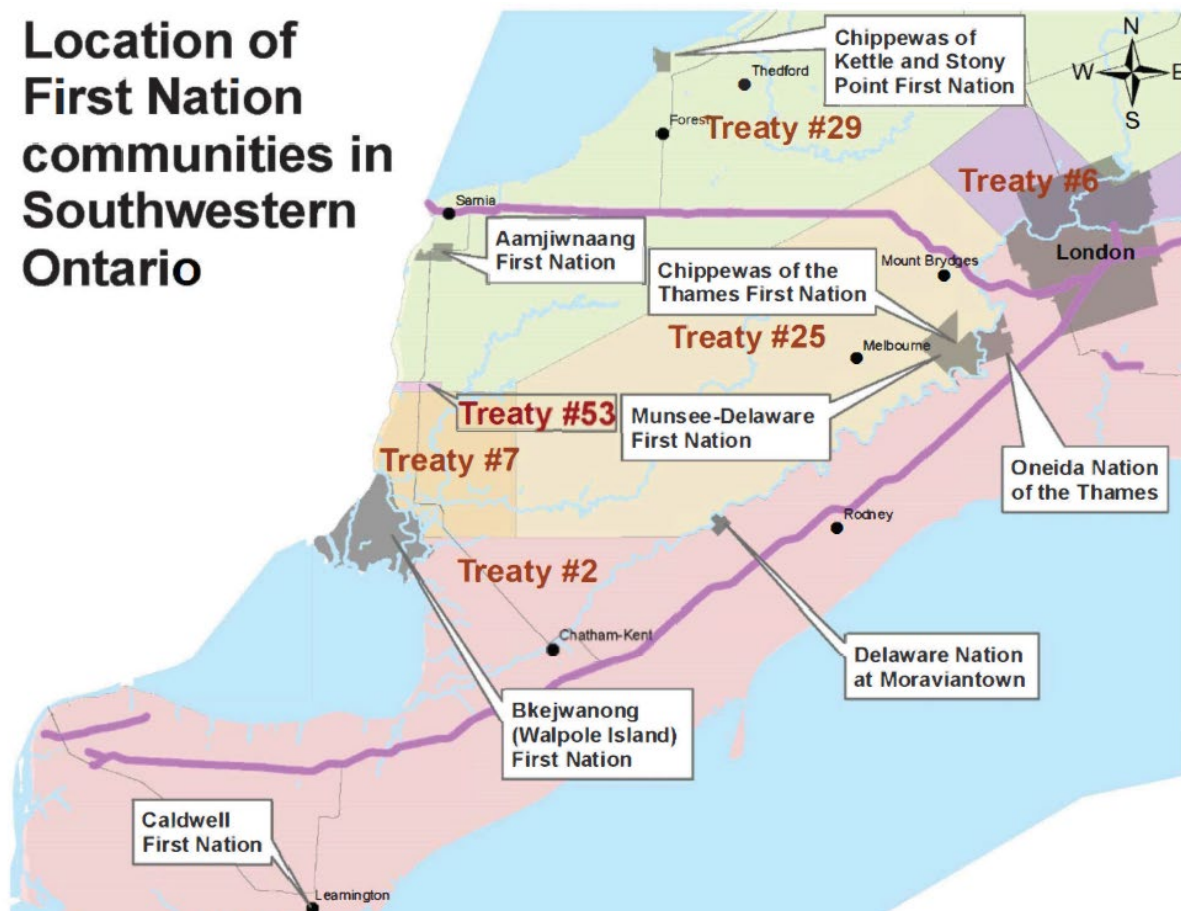 Location of
First Nation
communities in
Southwestern
Ontario
Chippewas of
Kettle and Stony
Point First Nation
N
W
E
S
Thedford
Forest
Treaty #29
Treaty #6
Sarnia
Aamjiwnaang
First Nation
London
Mount Brydges
Chippewas of the
Thames First Nation
Treaty #25
Melbourne
Treaty #53
Munsee-Delaware
First Nation
Treaty #7
Oneida Nation
of the Thames
Rodney
Treaty #2
Chatham-Kent
Delaware Nation
at Moraviantown
Bkejwanong
(Walpole Island)
First Nation
Caldwell
First Nation
Leamington